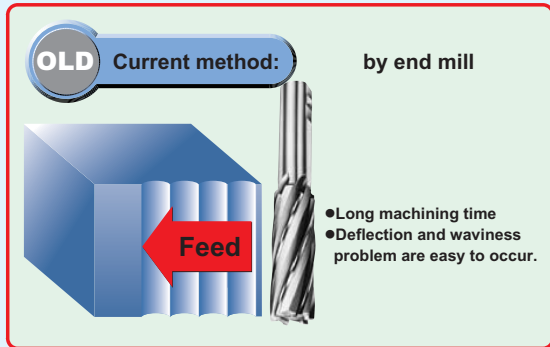 OLD Current method: by end mill
●Long machining time
●Deflection and waviness
problem are easy to occur.
Feed